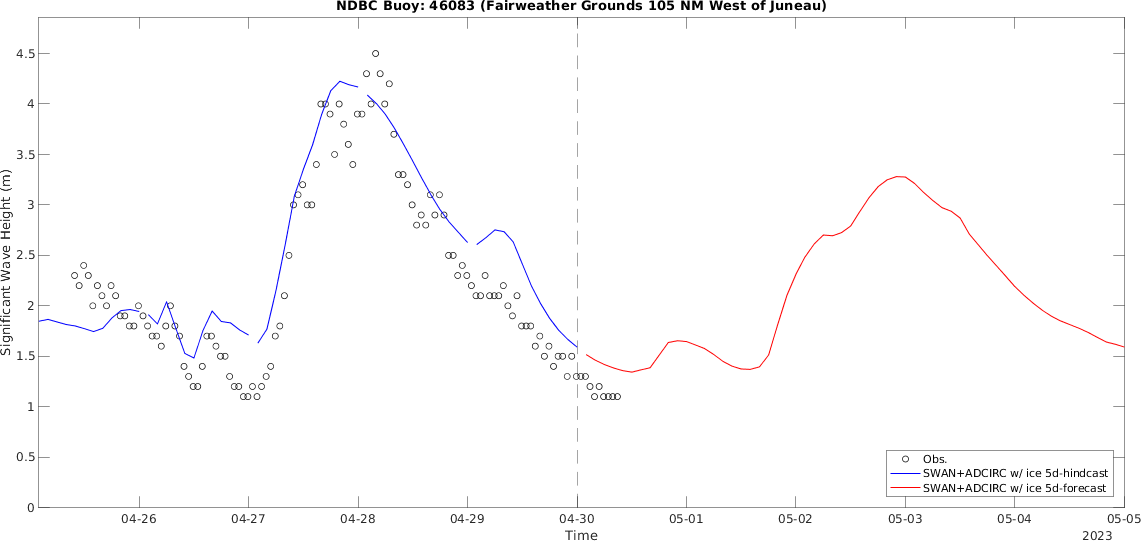 NDBC Buoy: 46083 (Fairweather Grounds 105 NM West of Juneau)
Significant Wave Height (m)
4.5
4
3.5
3
2.5
2
1.5
1
0.5
0
Obs.
SWAN+ADCIRC w/ ice 5d-hindcast
SWAN+ADCIRC w/ ice 5d-forecast
04-26 04-27 04-28 04-29 04-30 05-01 05-02 05-03 05-04 05-05
Time
2023